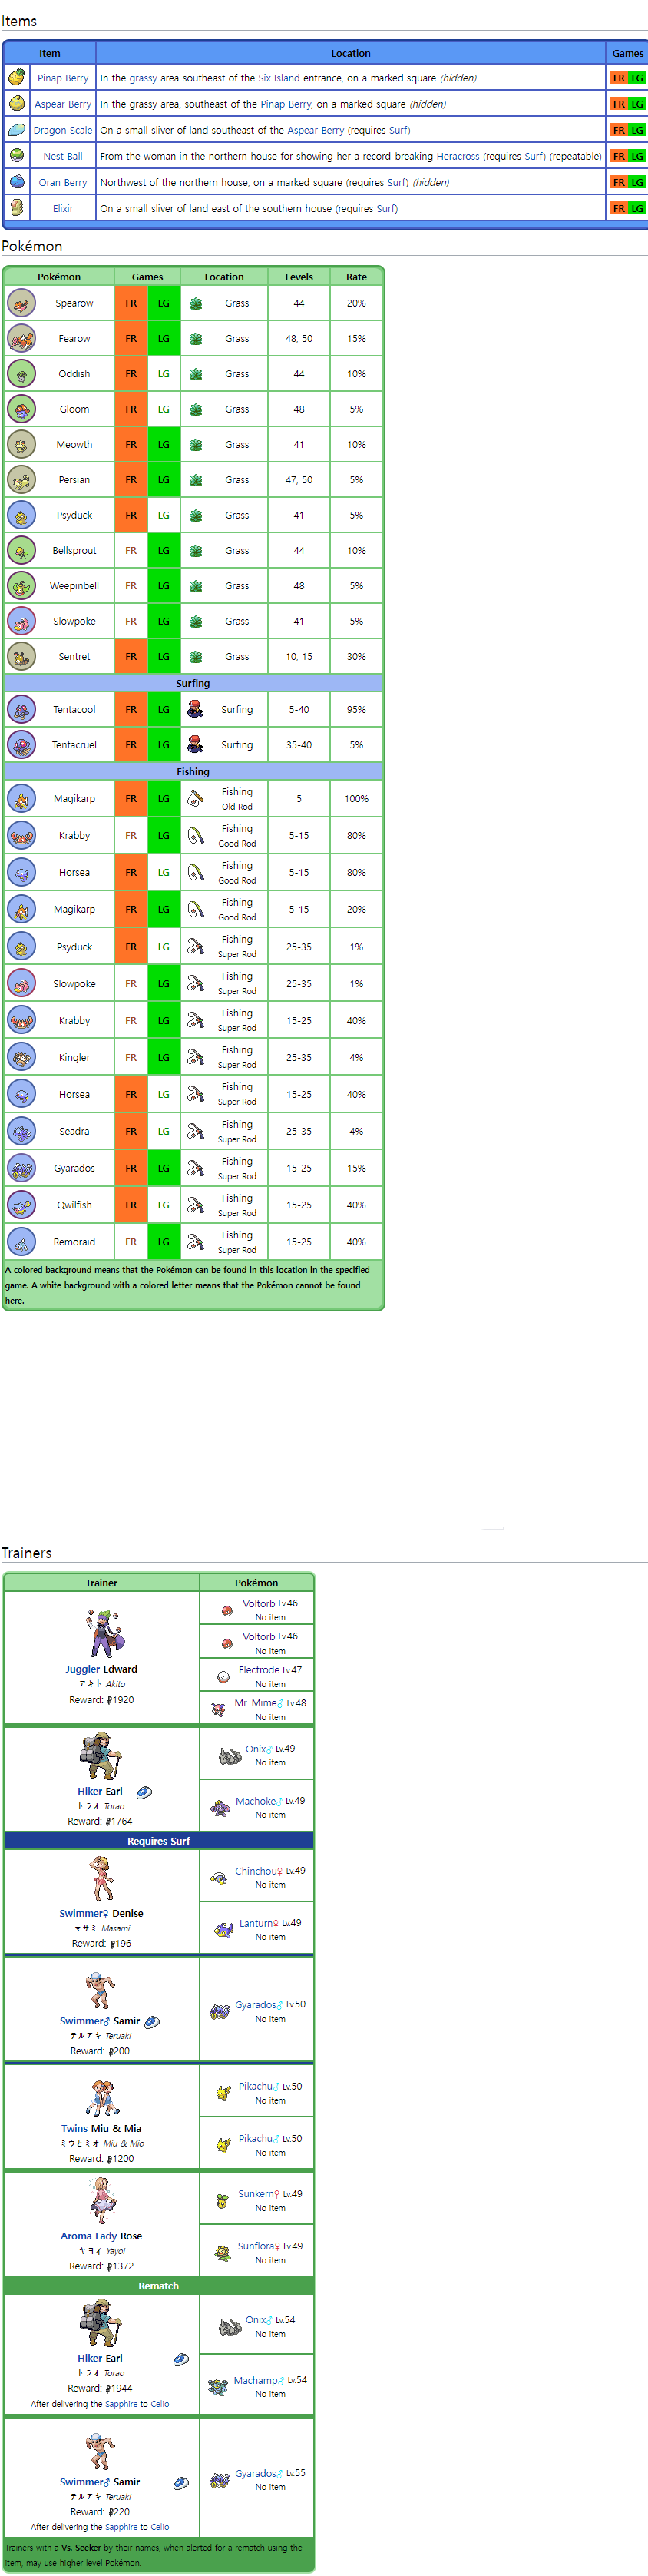 Items
Item Location Games
Pinap Berry In the grassy area southeast of the Six Island entrance, on a marked square (hidden) FR LG
Aspear Berry In the grassy area, southeast of the Pinap Berry, on a marked square (hidden) FR LG
Dragon Scale On a small sliver of land southeast of the Aspear Berry (requires Surf) FR LG
Nest Ball From the woman in the northern house for showing her a record-breaking Heracross (requires Surf) (repeatable) FR LG
Oran Berry Northwest of the northern house, on a marked square (requires Surf) (hidden) FR LG
Elixir On a small sliver of land east of the southern house (requires Surf) FR LG
Pokémon
Pokémon Games Location Levels Rate
Spearow FR LG Grass 44 20%
Fearow FR LG Grass 48, 50 15%
Oddish FR LG Grass 44 10%
Gloom FR LG Grass 48 5%
Meowth FR LG Grass 41 10%
Persian FR LG Grass 47, 50 5%
Psyduck FR LG Grass 41 5%
Bellsprout FR LG Grass 44 10%
Weepinbell FR LG Grass 48 5%
Slowpoke FR LG Grass 41 5%
Sentret FR LG Grass 10, 15 30%
Surfing
Tentacool FR LG Surfing 5-40 95%
Tentacruel FR LG Surfing 35-40 5%
Fishing
Magikarp FR LG Fishing Old Rod 5 100%
Krabby FR LG Fishing Good Rod 5-15 80%
Horsea FR LG Fishing Good Rod 5-15 80%
Magikarp FR LG Fishing Good Rod 5-15 20%
Psyduck FR LG Fishing Super Rod 25-35 1%
Slowpoke FR LG Fishing Super Rod 25-35 1%
Krabby FR LG Fishing Super Rod 15-25 40%
Kingler FR LG Fishing Super Rod 25-35 4%
Horsea FR LG Fishing Super Rod 15-25 40%
Seadra FR LG Fishing Super Rod 25-35 4%
Gyarados FR LG Fishing Super Rod 15-25 15%
Qwilfish FR LG Fishing Super Rod 15-25 40%
Remoraid FR LG Fishing Super Rod 15-25 40%
A colored background means that the Pokémon can be found in this location in the specified
game. A white background with a colored letter means that the Pokémon cannot be found
here.
Trainers
Trainer Pokémon
Juggler Edward
アキト Akito
Reward: ₽1920
Voltorb Lv.46
No item
Voltorb Lv.46
No item
Electrode Lv.47
No item
Mr. Mime♂ Lv.48
No item
Hiker Earl
トラオ Torao
Reward: ₽1764
Onix♂ Lv.49
No item
Machoke♂ Lv.49
No item
Requires Surf
Swimmer♀ Denise
マサミ Masami
Reward: ₽196
Chinchou♀ Lv.49
No item
Lanturn♀ Lv.49
No item
Swimmer♂ Samir
テルアキ Teruaki
Reward: ₽200
Gyarados♂ Lv.50
No item
Twins Miu & Mia
ミウとミオ Miu & Mio
Reward: ₽1200
Pikachu♂ Lv.50
No item
Pikachu♂ Lv.50
No item
Aroma Lady Rose
ヤヨイ Yayoi
Reward: ₽1372
Sunkern♀ Lv.49
No item
Sunflora♀ Lv.49
No item
Rematch
Hiker Earl
トラオ Torao
Reward: ₽1944
After delivering the Sapphire to Celio
Onix♂ Lv.54
No item
Machamp♂ Lv.54
No item
Swimmer♂ Samir
テルアキ Teruaki
Reward: ₽220
After delivering the Sapphire to Celio
Gyarados♂ Lv.55
No item
Trainers with a Vs. Seeker by their names, when alerted for a rematch using the
item, may use higher-level Pokémon.